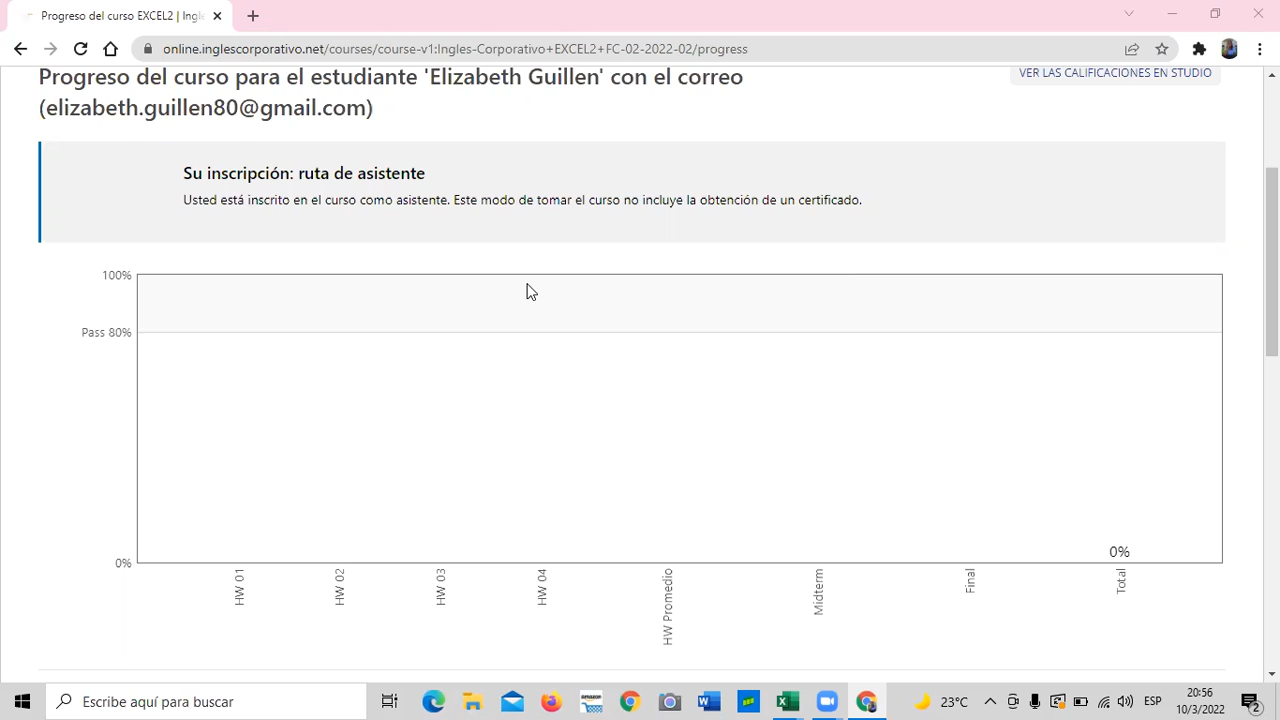 Progreso del curso EXCEL2 | Ingl
online.inglescorporativo.net/courses/course-v1:Ingles-Corporativo+EXCEL2+FC-02-2022-02/progress
Progreso del curso para el estudiante 'Elizabeth Guillen' con el correo
(elizabeth.guillen80@gmail.com)
VER LAS CALIFICACIONES EN STUDIO
Su inscripción: ruta de asistente
Usted está inscrito en el curso como asistente. Este modo de tomar el curso no incluye la obtención de un certificado.
100%
Pass 80%
0%
0%
HW 01
HW 02
HW 03
HW 04
HW Promedio
Midterm
Final
Total
Escribe aquí para buscar
amazon
23°C
ESP
20:56
10/3/2022
2